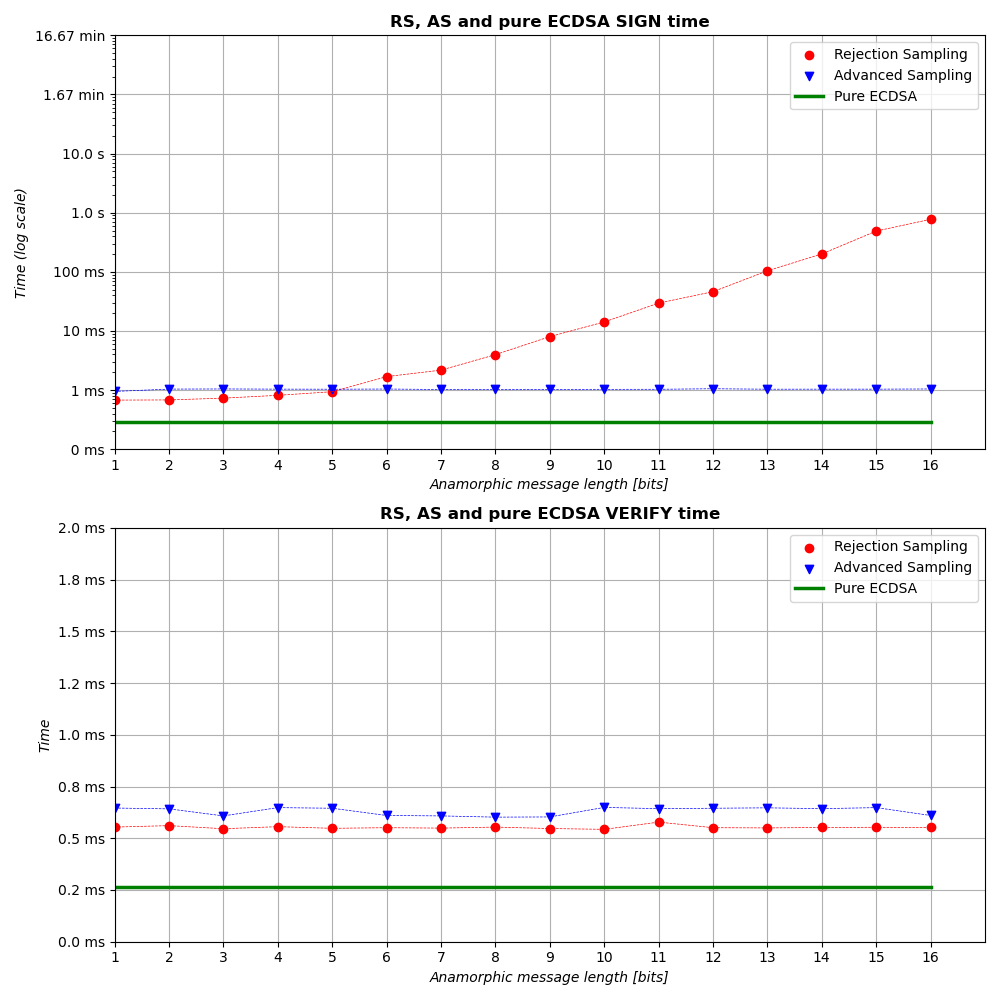 RS, AS and pure ECDSA SIGN time
16.67 min
1.67 min
10.0 s
1.0 s
100 ms
10 ms
1 ms
0 ms
Time (log scale)
Rejection Sampling
Advanced Sampling
Pure ECDSA
1 2 3 4 5 6 7 8 9 10 11 12 13 14 15 16
Anamorphic message length [bits]
RS, AS and pure ECDSA VERIFY time
2.0 ms
1.8 ms
1.5 ms
1.2 ms
1.0 ms
0.8 ms
0.5 ms
0.2 ms
0.0 ms
Time
Rejection Sampling
Advanced Sampling
Pure ECDSA
1 2 3 4 5 6 7 8 9 10 11 12 13 14 15 16
Anamorphic message length [bits]